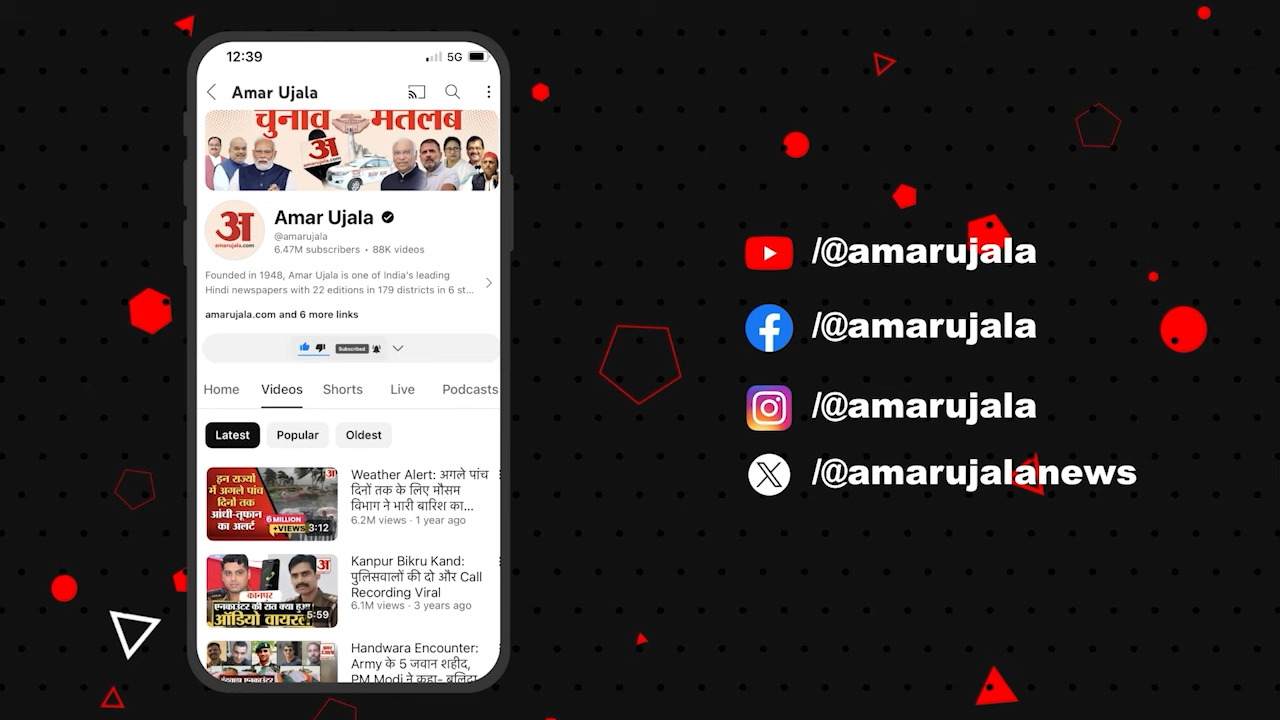 12:39
5G
Amar Ujala
चुनाव मतलब
अ
amarujala.com
अ
amarujala.com
Amar Ujala
@amarujala
6.47M subscribers • 88K videos
Founded in 1948, Amar Ujala is one of India's leading
Hindi newspapers with 22 editions in 179 districts in 6 st...
amarujala.com and 6 more links
Subscribed
Home Videos Shorts Live Podcasts
Latest Popular Oldest
अ
इन राज्यों
में अगले पांच
दिनों तक
आंधी-तूफान
का अलर्ट
6 MILLION
+VIEWS
3:12
Weather Alert: अगले पांच
दिनों तक के लिए मौसम
विभाग ने भारी बारिश का...
6.2M views · 1 year ago
अ
कानपुर
एनकाउंटर की रात क्या हुआ
ऑडियो वायरल
5:59
Kanpur Bikru Kand:
पुलिसवालों की दो और Call
Recording Viral
6.1M views · 3 years ago
Handwara Encounter:
Army के 5 जवान शहीद,
PM Modi ने कहा- बलिदा
/@amarujala
/@amarujala
/@amarujala
/@amarujalanews